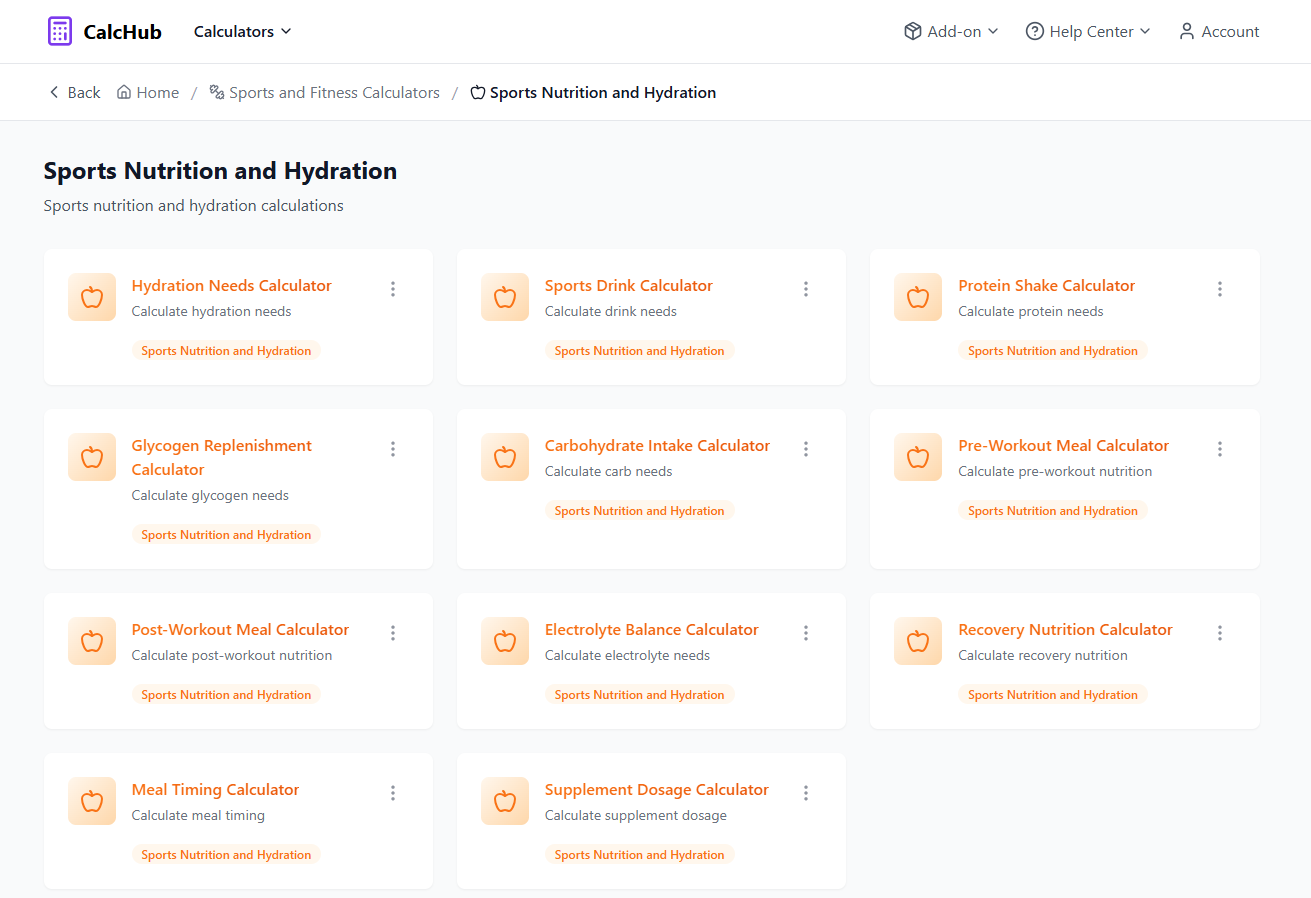 CalcHub
Calculators
Add-on
Help Center
Account
Back
Home
/
Sports and Fitness Calculators
/
Sports Nutrition and Hydration
Sports Nutrition and Hydration
Sports nutrition and hydration calculations
Hydration Needs Calculator
Calculate hydration needs
Sports Nutrition and Hydration
Sports Drink Calculator
Calculate drink needs
Sports Nutrition and Hydration
Protein Shake Calculator
Calculate protein needs
Sports Nutrition and Hydration
Glycogen Replenishment
Calculator
Calculate glycogen needs
Sports Nutrition and Hydration
Carbohydrate Intake Calculator
Calculate carb needs
Sports Nutrition and Hydration
Pre-Workout Meal Calculator
Calculate pre-workout nutrition
Sports Nutrition and Hydration
Post-Workout Meal Calculator
Calculate post-workout nutrition
Sports Nutrition and Hydration
Electrolyte Balance Calculator
Calculate electrolyte needs
Sports Nutrition and Hydration
Recovery Nutrition Calculator
Calculate recovery nutrition
Sports Nutrition and Hydration
Meal Timing Calculator
Calculate meal timing
Sports Nutrition and Hydration
Supplement Dosage Calculator
Calculate supplement dosage
Sports Nutrition and Hydration